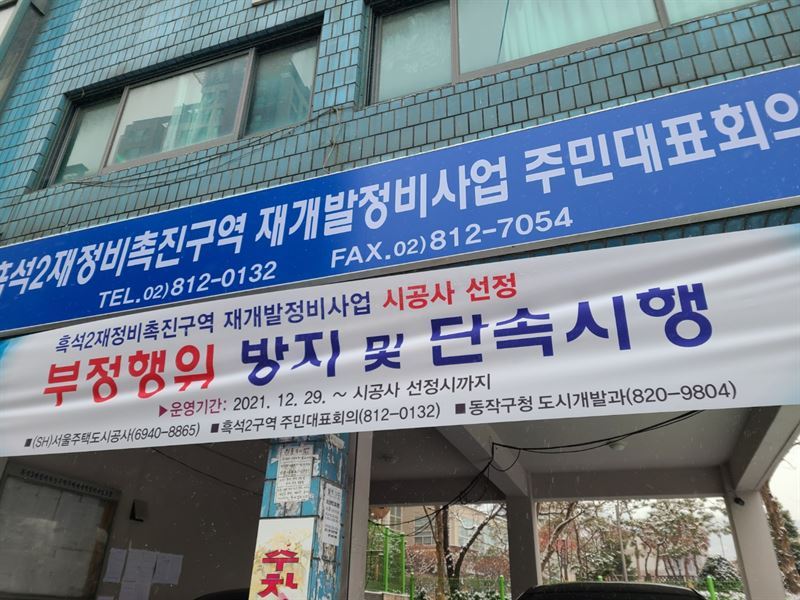 흑석2재정비촉진구역 재개발정비사업 주민대표회의
TEL.02)812-0132
FAX.02)812-7054
흑석2재정비촉진구역 재개발정비사업 시공사 선정
부정행위 방지 및 단속시행
▶운영기간: 2021. 12. 29. ~ 시공사 선정시까지
■(SH)서울주택도시공사(6940-8865) ■흑석2구역 주민대표회의(812-0132) ■동작구청 도시개발과(820-9804)